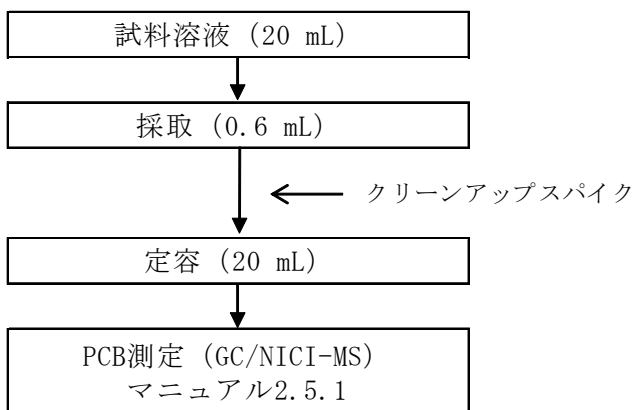 試料溶液 (20 mL)
採取 (0.6 mL)
クリーンアップスパイク
定容 (20 mL)
PCB測定 (GC/NICI-MS)
マニュアル2.5.1